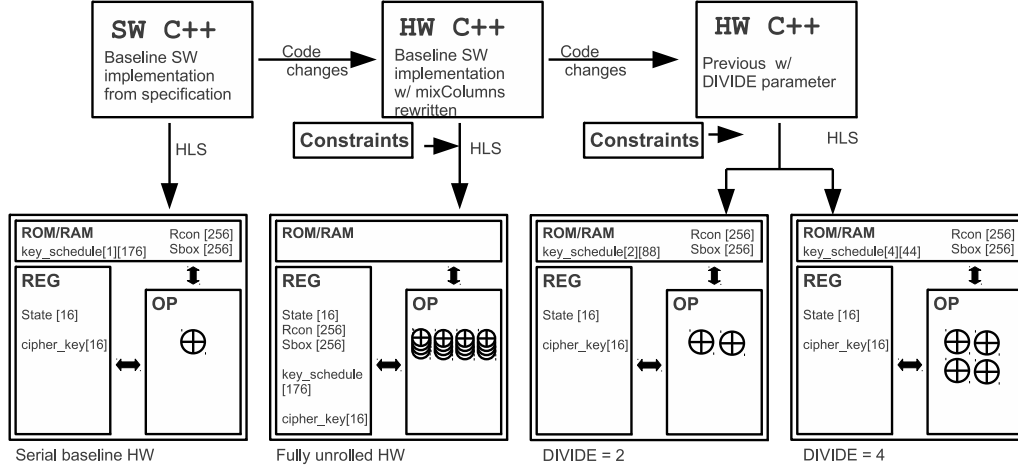 SW C++
Baseline SW
implementation
from specification
Code
changes
HW C++
Baseline SW
implementation
w/ mixColumns
rewritten
Code
changes
HW C++
Previous w/
DIVIDE parameter
HLS
Constraints
HLS
Constraints
HLS
ROM/RAM
key_schedule[1][176]
Rcon [256]
Sbox [256]
REG
State [16]
cipher_key[16]
OP
Serial baseline HW
ROM/RAM
REG
State [16]
Rcon [256]
Sbox [256]
key_schedule
[176]
cipher_key[16]
OP
Fully unrolled HW
ROM/RAM
key_schedule[2][88]
Rcon [256]
Sbox [256]
REG
State [16]
cipher_key[16]
OP
DIVIDE = 2
ROM/RAM
key_schedule[4][44]
Rcon [256]
Sbox [256]
REG
State [16]
cipher_key[16]
OP
DIVIDE = 4